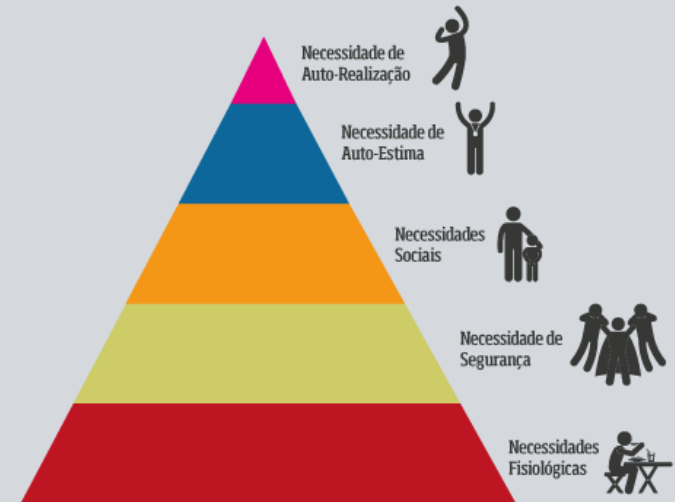 Necessidade de
Auto-Realização
Necessidade de
Auto-Estima
Necessidades
Sociais
Necessidade de
Segurança
Necessidades
Fisiológicas